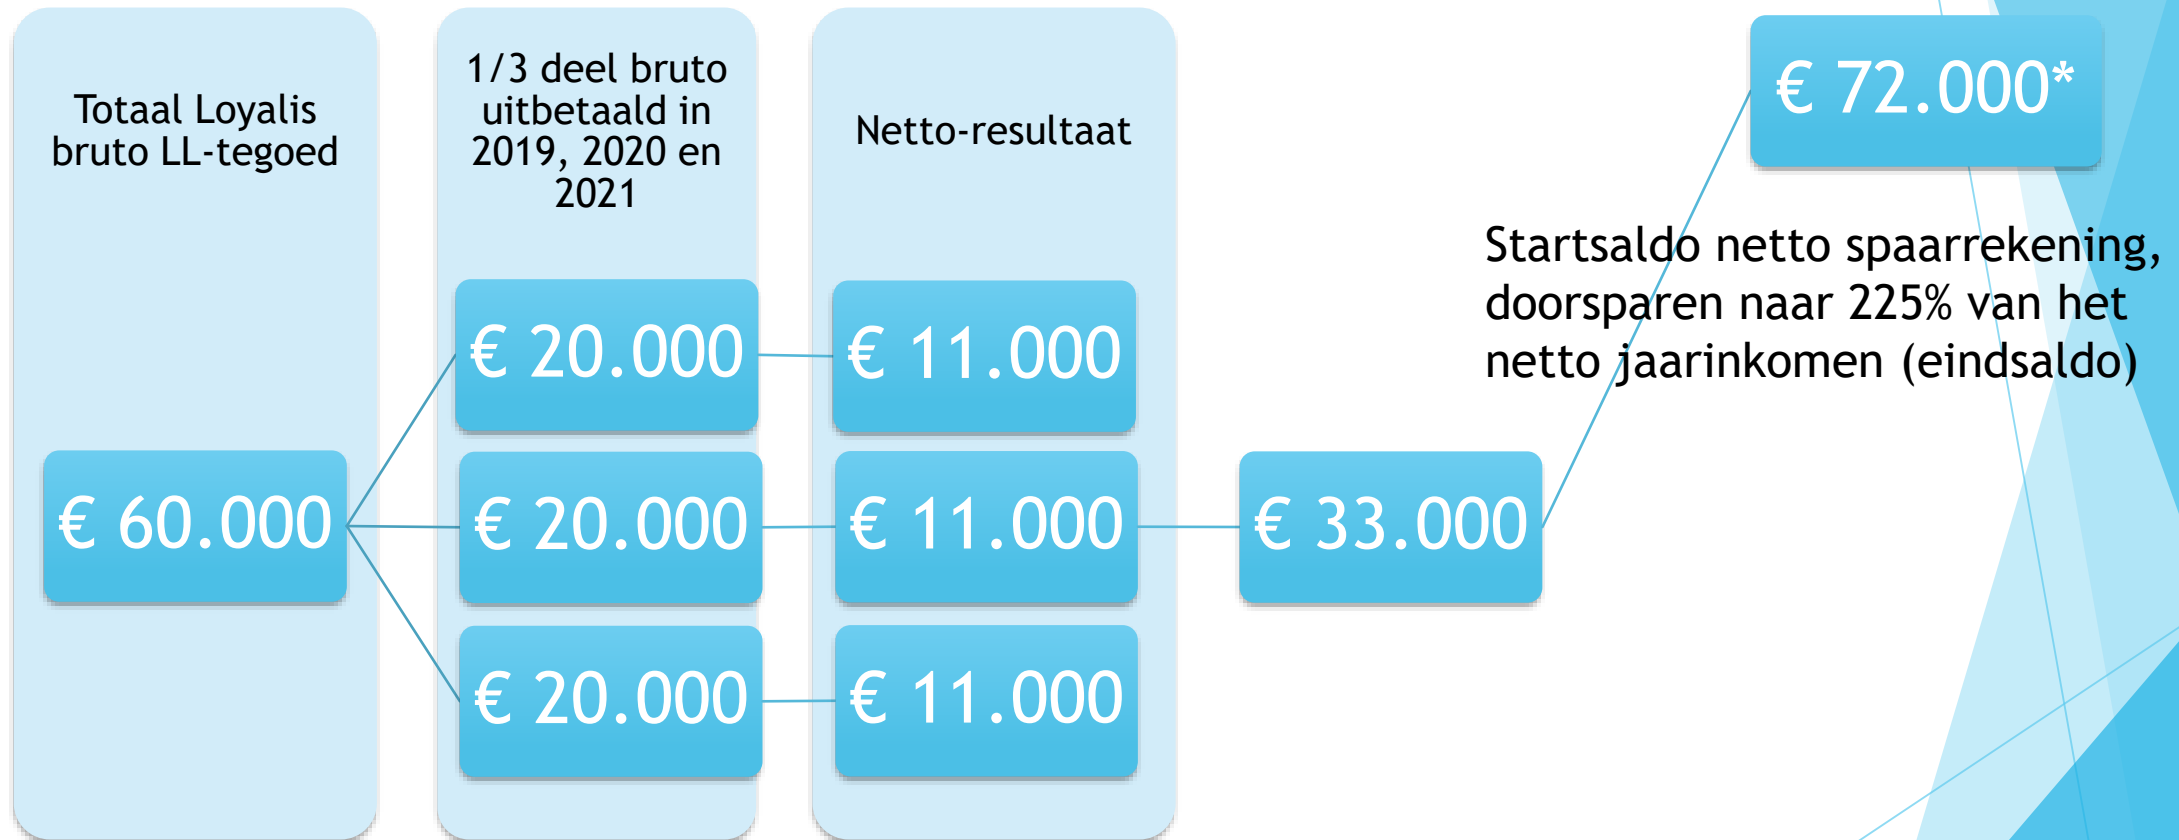 Totaal Loyalis
bruto LL-tegoed
1/3 deel bruto
uitbetaald in
2019, 2020 en
2021
Netto-resultaat
€ 72.000*
Startsaldo netto spaarrekening,
doorsparen naar 225% van het
netto jaarinkomen (eindsaldo)
€ 60.000
€ 20.000
€ 11.000
€ 20.000
€ 11.000
€ 33.000
€ 20.000
€ 11.000